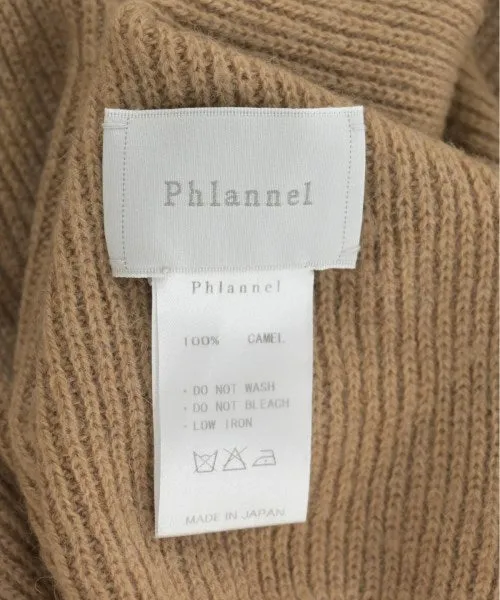 Phlannel
Phlannel
100% CAMEL
・DO NOT WASH
・DO NOT BLEACH
・LOW IRON
MADE IN JAPAN